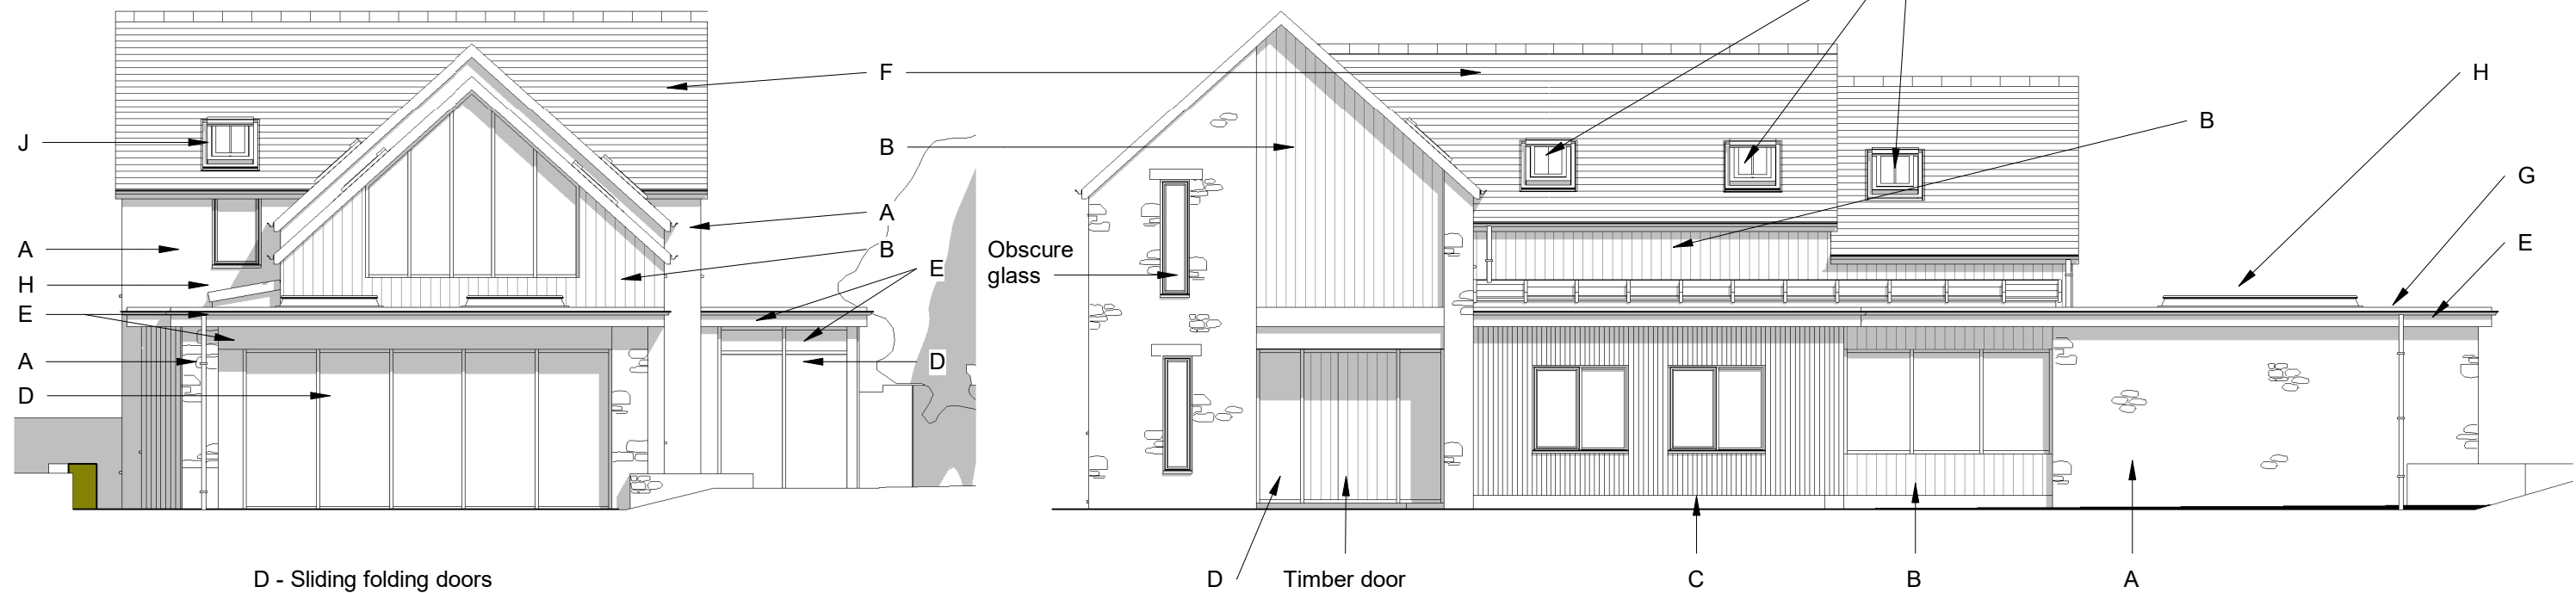 F
H
J
B
B
G
A
E
A
B
Obscure
glass
E
H
E
A
D
D
D - Sliding folding doors
D
Timber door
C
B
A